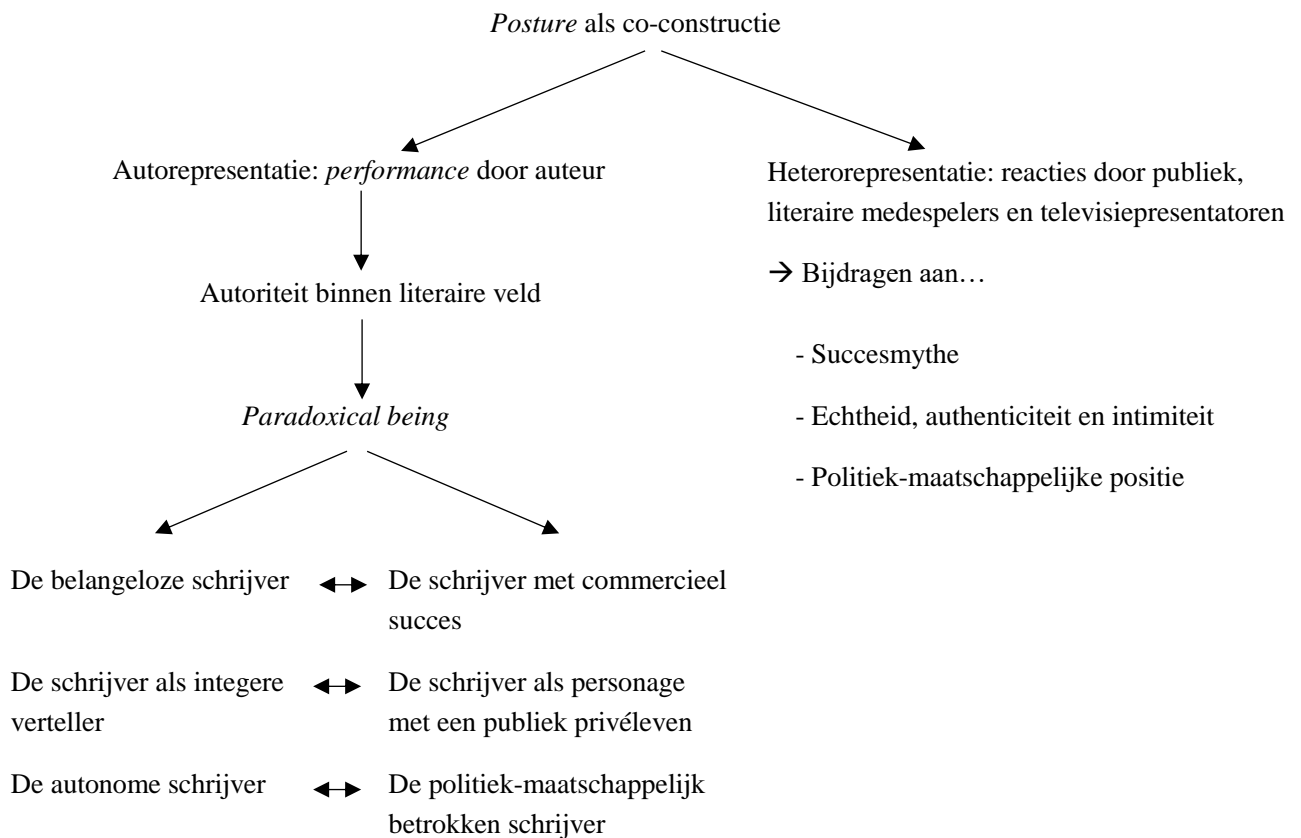 Posture als co-constructie
Autorepresentatie: performance door auteur
Heterorepresentatie: reacties door publiek,
literaire medespelers en televisiepresentatoren
→ Bijdragen aan…
Autoriteit binnen literaire veld
- Succesmythe
- Echtheid, authenticiteit en intimiteit
Paradoxical being
- Politiek-maatschappelijke positie
De belangeloze schrijver
De schrijver met commercieel
succes
De schrijver als integere
verteller
De schrijver als personage
met een publiek privéleven
De autonome schrijver
De politiek-maatschappelijk
betrokken schrijver